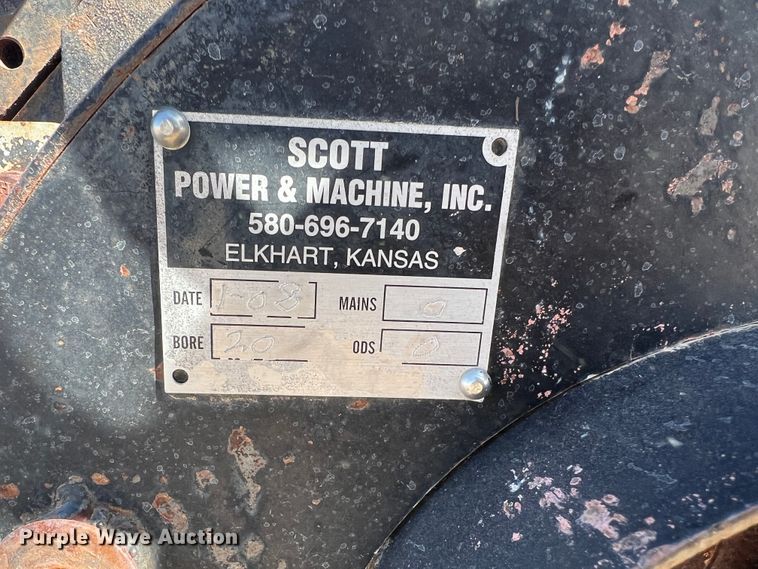 SCOTT
POWER & MACHINE, INC.
580-696-7140
ELKHART, KANSAS
DATE 1-08 MAINS 0
BORE 20 ODS 0
Purple Wave Auction